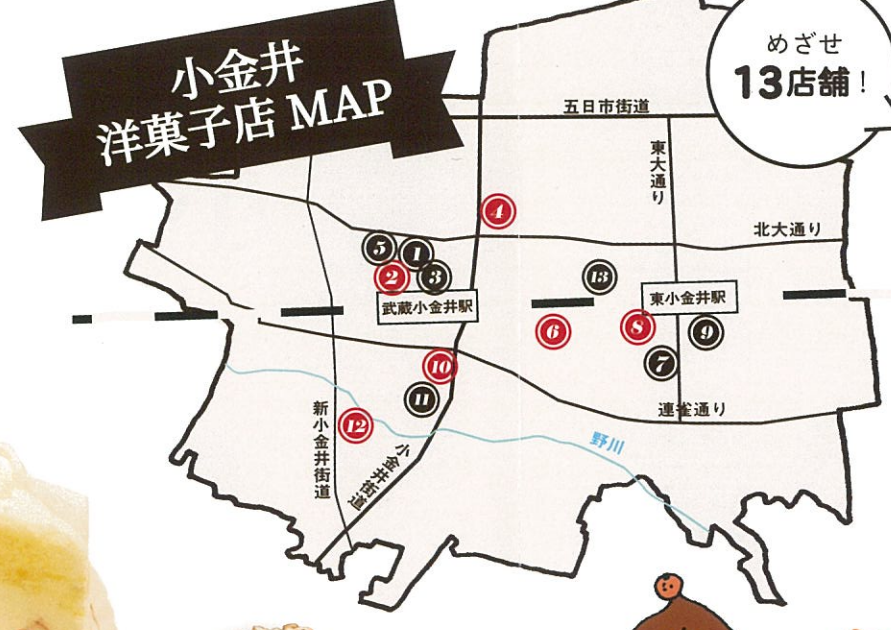 小金井
洋菓子店 MAP
めざせ
13店舗!
五日市街道
東大通り
北大通り
4
5
1
2
3
13
武蔵小金井駅
東小金井駅
6
8
9
7
10
11
12
連雀通り
新小金井街道
小金井街道
野川